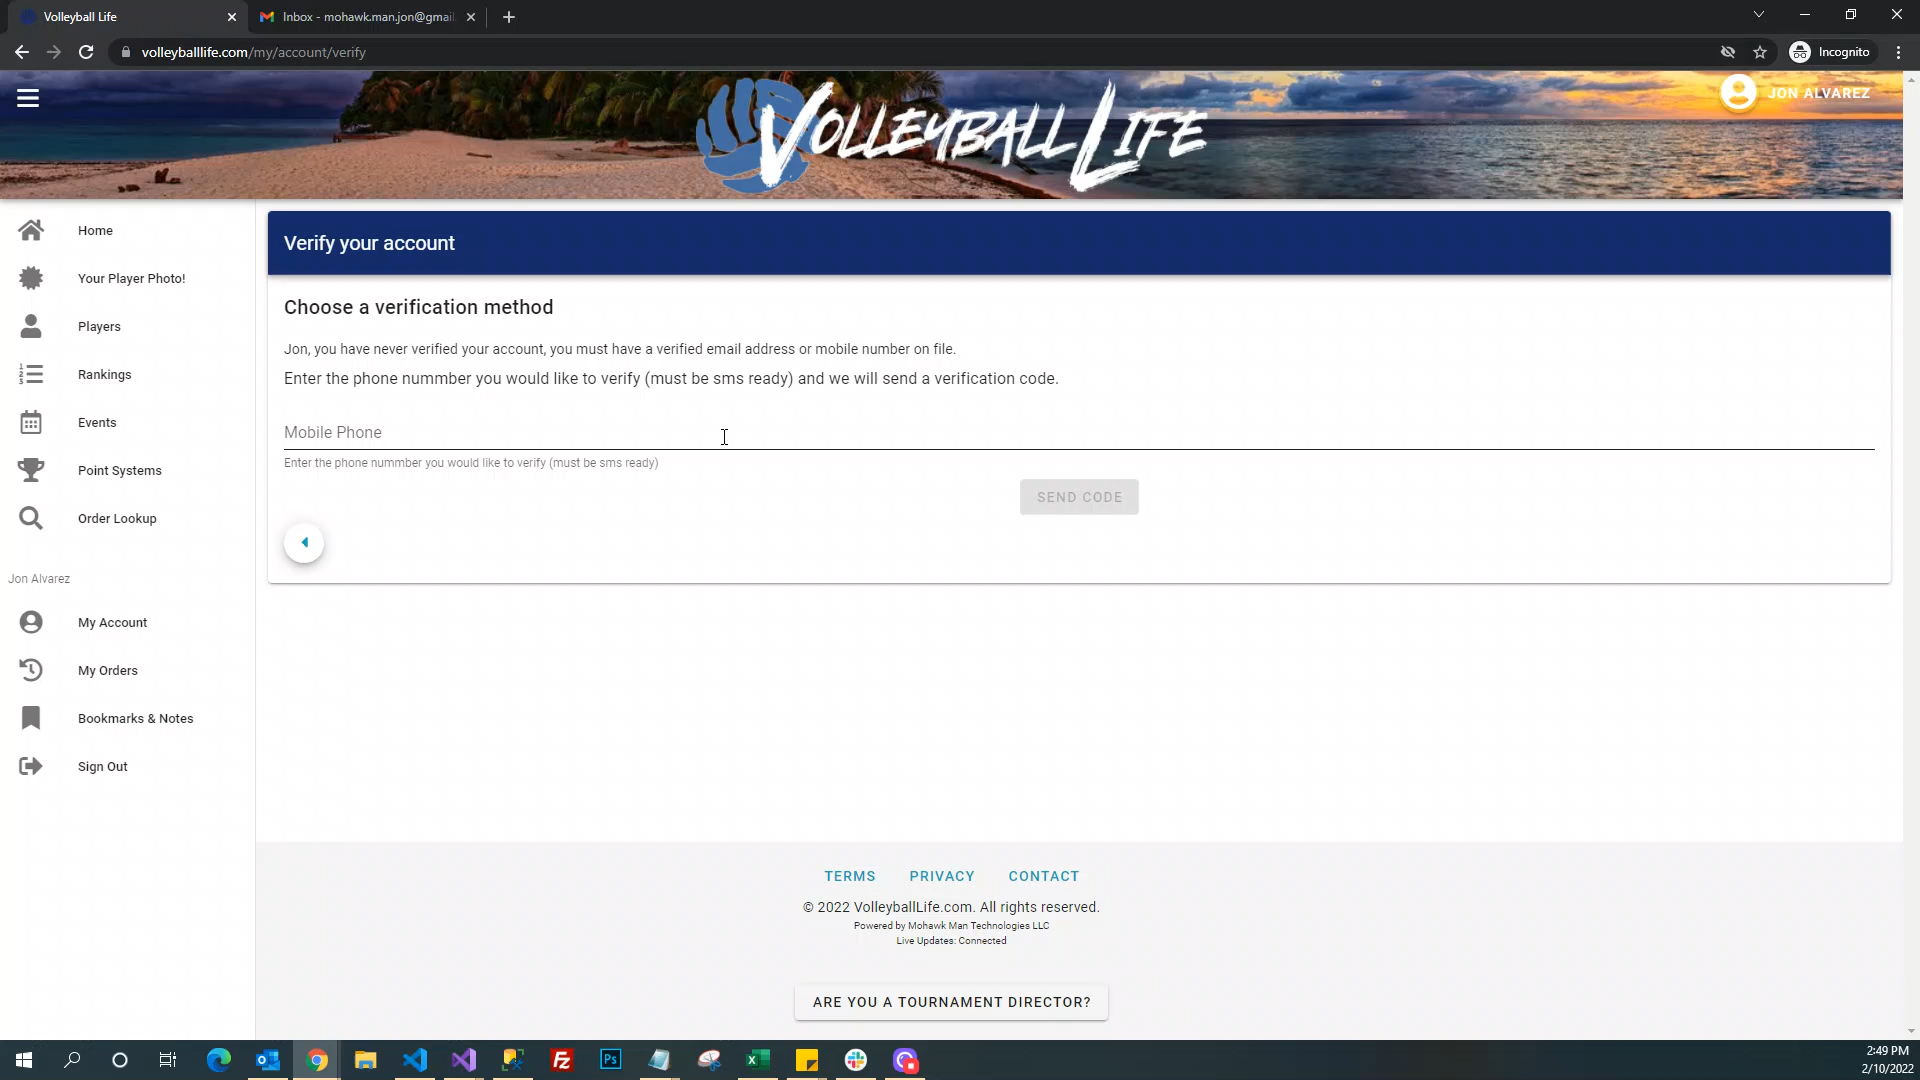 Volleyball Life
Inbox - mohawk.man.jon@gmail.
volleyballlife.com/my/account/verify
Incognito
VOLLEYBALL LIFE
JON ALVAREZ
Home
Your Player Photo!
Players
Rankings
Events
Point Systems
Order Lookup
Jon Alvarez
My Account
My Orders
Bookmarks & Notes
Sign Out
Verify your account
Choose a verification method
Jon, you have never verified your account, you must have a verified email address or mobile number on file.
Enter the phone nummber you would like to verify (must be sms ready) and we will send a verification code.
Mobile Phone
Enter the phone nummber you would like to verify (must be sms ready)
SEND CODE
TERMS PRIVACY CONTACT
© 2022 VolleyballLife.com. All rights reserved.
Powered by Mohawk Man Technologies LLC
Live Updates: Connected
ARE YOU A TOURNAMENT DIRECTOR?
2:49 PM
2/10/2022